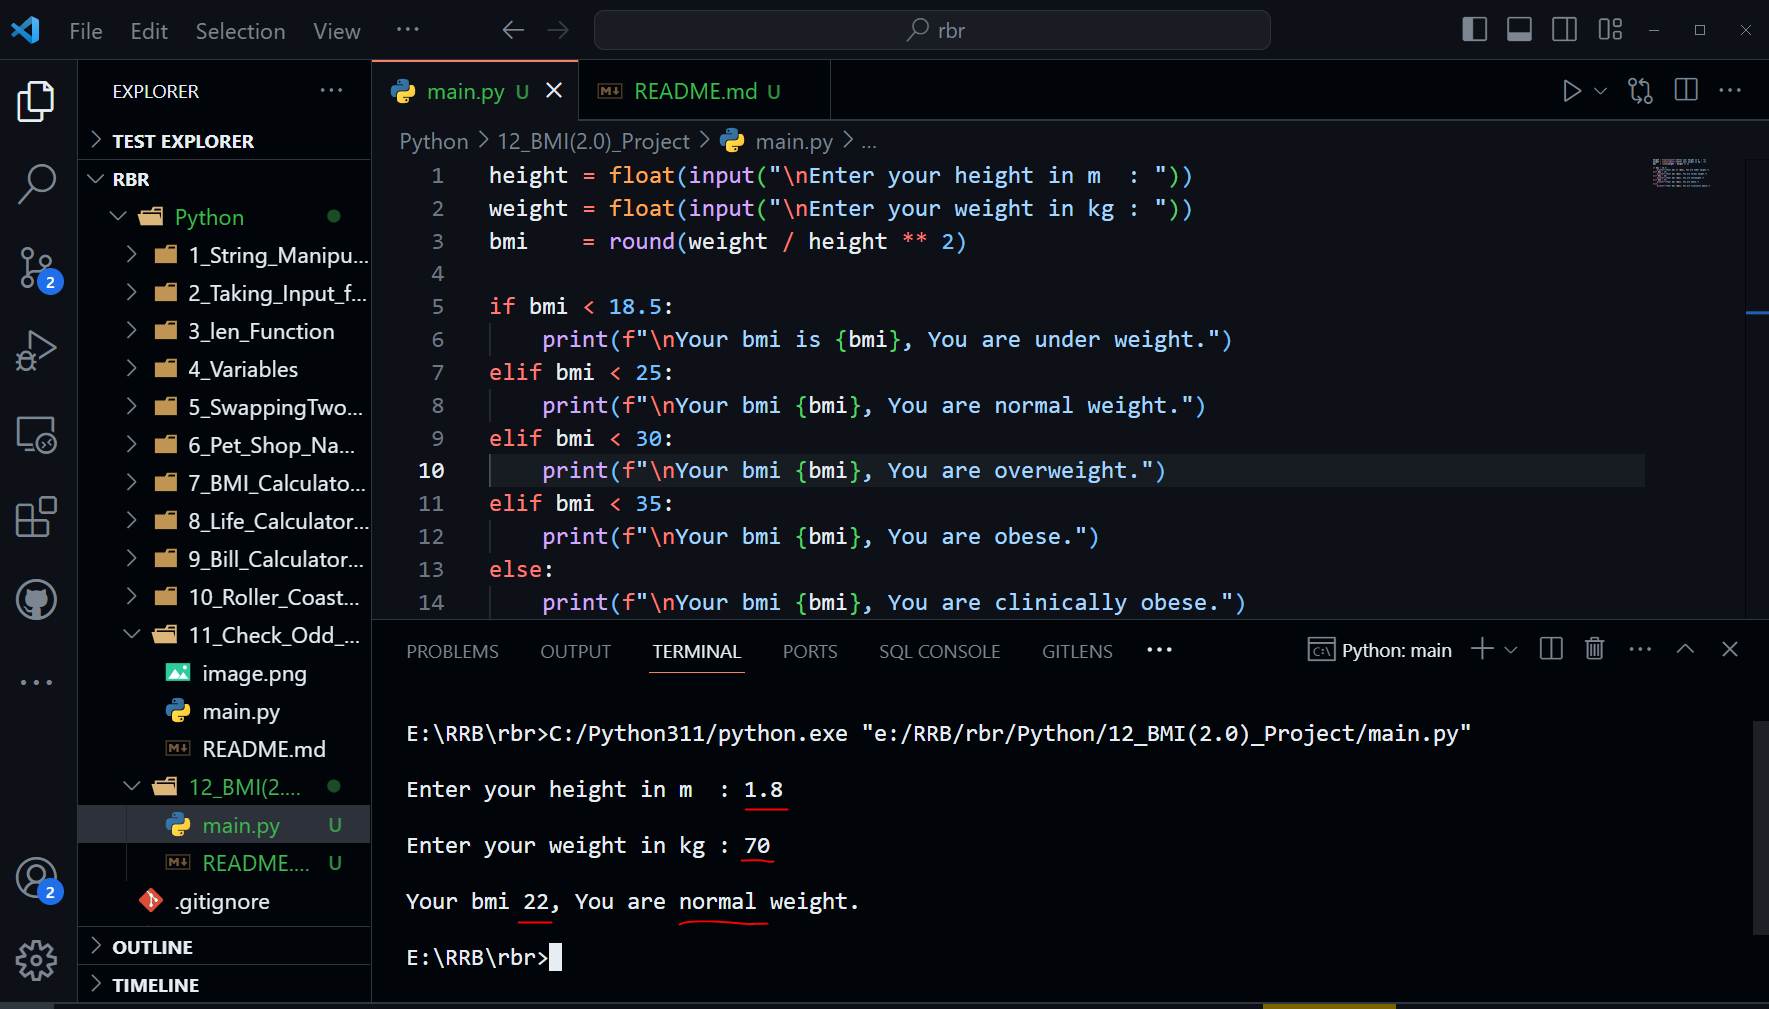 File Edit Selection View ··· rbr
EXPLORER ···
TEST EXPLORER
RBR
Python
1_String_Manipu...
2_Taking_Input_f...
3_len_Function
4_Variables
5_SwappingTwo...
6_Pet_Shop_Na...
7_BMI_Calculato...
8_Life_Calculator...
9_Bill_Calculator...
10_Roller_Coast...
11_Check_Odd_...
image.png
main.py
README.md
12_BMI(2....
main.py U
README.... U
.gitignore
OUTLINE
TIMELINE
2
2
main.py U README.md U
Python > 12_BMI(2.0)_Project > main.py > ...
1 height = float(input("\nEnter your height in m  : "))
2 weight = float(input("\nEnter your weight in kg : "))
3 bmi    = round(weight / height ** 2)
4
5 if bmi < 18.5:
6     print(f"\nYour bmi is {bmi}, You are under weight.")
7 elif bmi < 25:
8     print(f"\nYour bmi {bmi}, You are normal weight.")
9 elif bmi < 30:
10     print(f"\nYour bmi {bmi}, You are overweight.")
11 elif bmi < 35:
12     print(f"\nYour bmi {bmi}, You are obese.")
13 else:
14     print(f"\nYour bmi {bmi}, You are clinically obese.")
PROBLEMS OUTPUT TERMINAL PORTS SQL CONSOLE GITLENS ··· Python: main
E:\RRB\rbr>C:/Python311/python.exe "e:/RRB/rbr/Python/12_BMI(2.0)_Project/main.py"
Enter your height in m  : 1.8
Enter your weight in kg : 70
Your bmi 22, You are normal weight.
E:\RRB\rbr>